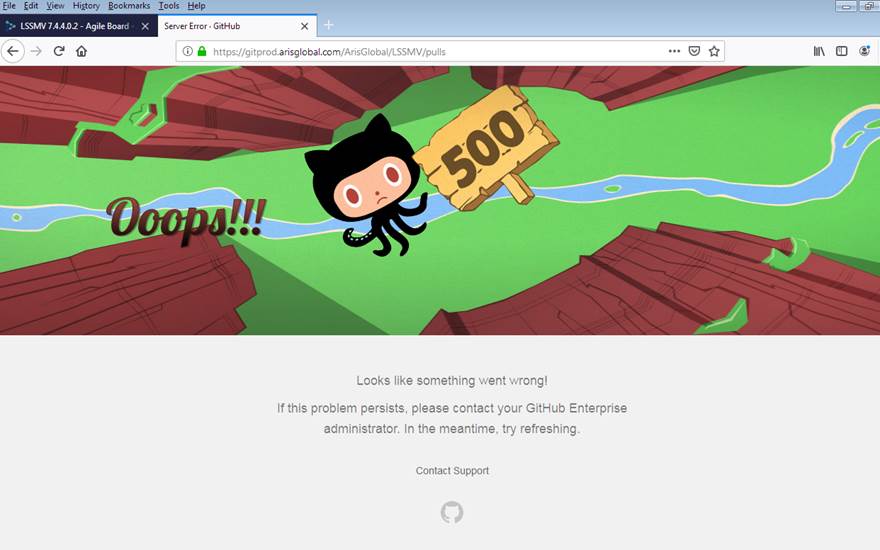 File Edit View History Bookmarks Tools Help
LSSMV 7.4.4.0.2 - Agile Board -
Server Error · GitHub
https://gitprod.arisglobal.com/ArisGlobal/LSSMV/pulls
500
Ooops!!!
Looks like something went wrong!
If this problem persists, please contact your GitHub Enterprise
administrator. In the meantime, try refreshing.
Contact Support